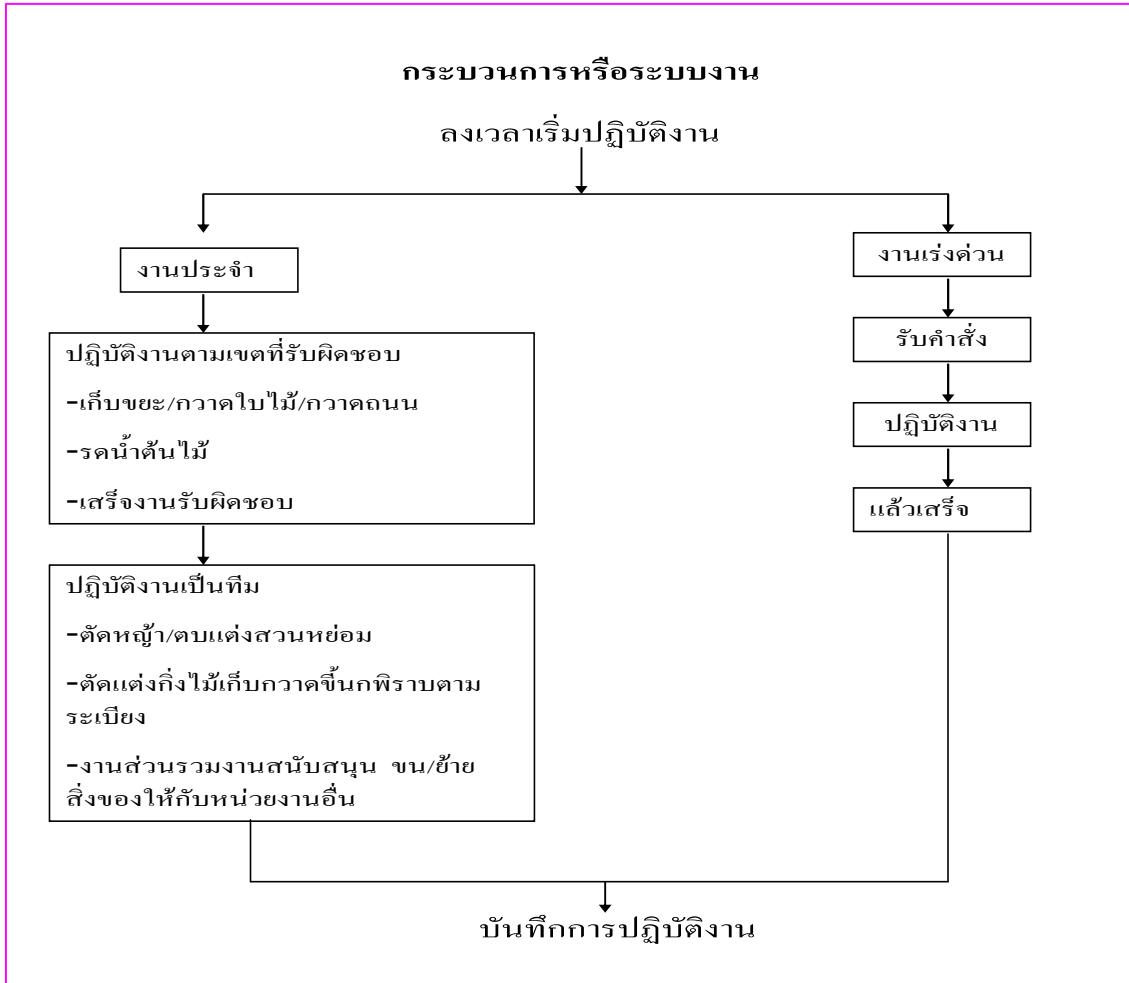 กระบวนการหรือระบบงาน
ลงเวลาเริ่มปฏิบัติงาน
งานประจำ
ปฏิบัติงานตามเขตที่รับผิดชอบ
-เก็บขยะ/กวาดใบไม้/กวาดถนน
-รดน้ำต้นไม้
-เสร็จงานรับผิดชอบ
ปฏิบัติงานเป็นทีม
-ตัดหญ้า/ตบแต่งสวนหย่อม
-ตัดแต่งกิ่งไม้เก็บกวาดขี้นกพิราบตาม
ระเบียง
-งานส่วนรวมงานสนับสนุน ขน/ย้าย
สิ่งของให้กับหน่วยงานอื่น
งานเร่งด่วน
รับคำสั่ง
ปฏิบัติงาน
แล้วเสร็จ
บันทึกการปฏิบัติงาน